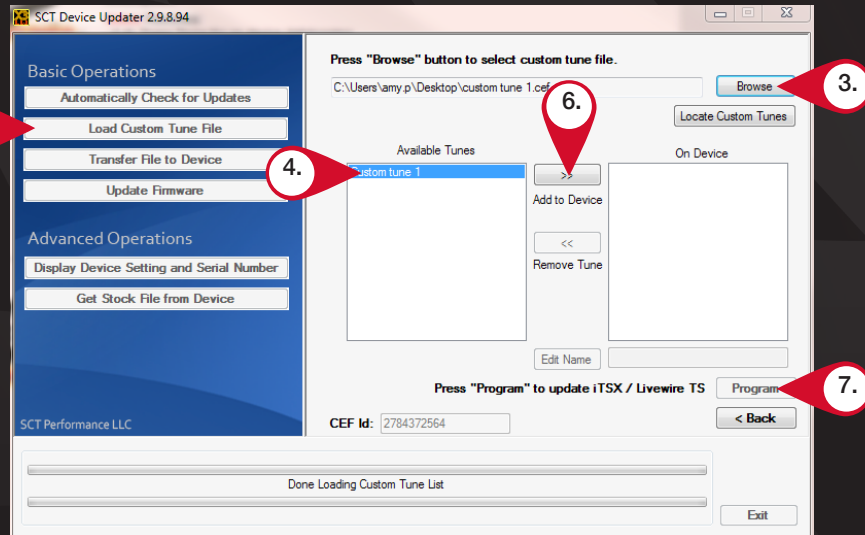 SCT Device Updater 2.9.8.94
Basic Operations
Automatically Check for Updates
Load Custom Tune File
Transfer File to Device
Update Firmware
Advanced Operations
Display Device Setting and Serial Number
Get Stock File from Device
SCT Performance LLC
Press "Browse" button to select custom tune file.
C:\Users\amy.p\Desktop\custom tune 1.cef
Browse
3.
Locate Custom Tunes
6.
Available Tunes
On Device
4.
Custom tune 1
>>
Add to Device
<<
Remove Tune
Edit Name
Press "Program" to update iTSX / Livewire TS
Program
7.
CEF Id: 2784372564
< Back
Done Loading Custom Tune List
Exit